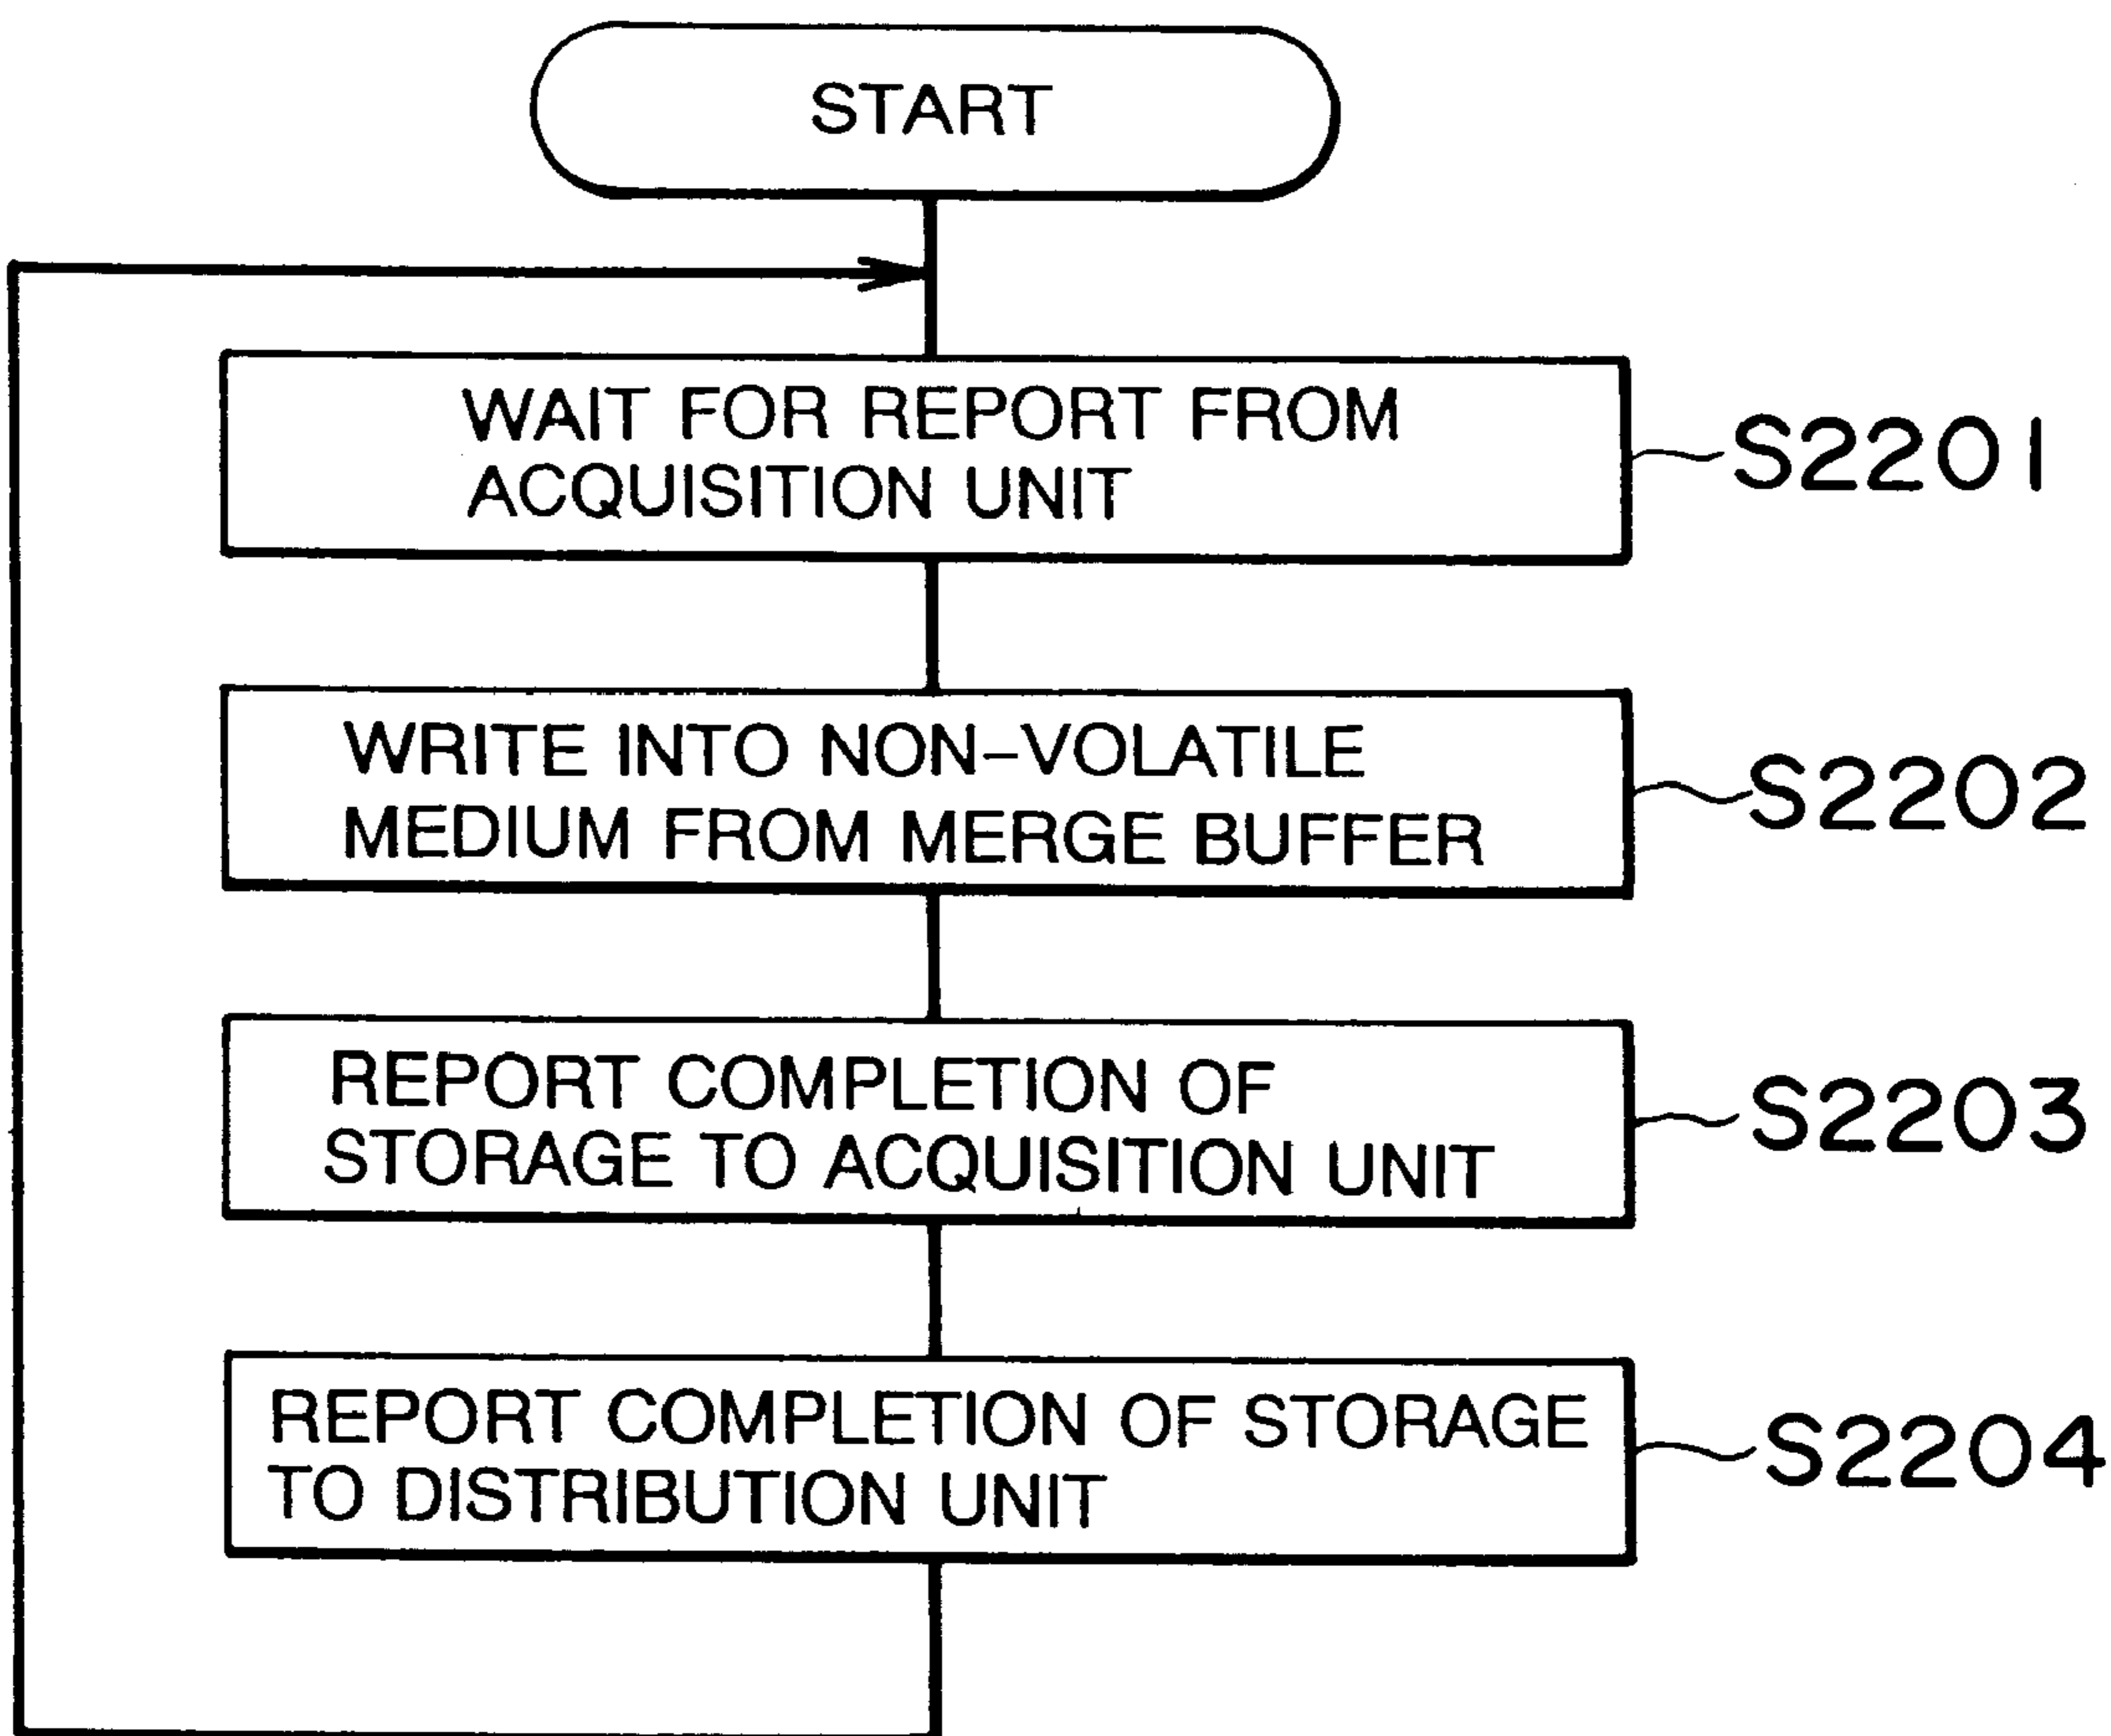 START
WAIT FOR REPORT FROM
ACQUISITION UNIT
S2201
WRITE INTO NON-VOLATILE
MEDIUM FROM MERGE BUFFER
S2202
REPORT COMPLETION OF
STORAGE TO ACQUISITION UNIT
S2203
REPORT COMPLETION OF STORAGE
TO DISTRIBUTION UNIT
S2204